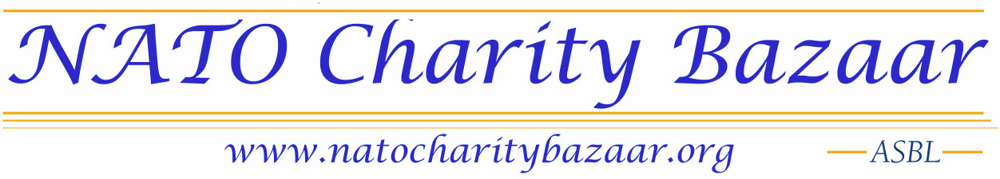 NATO Charity Bazaar
www.natocharitybazaar.org
ASBL